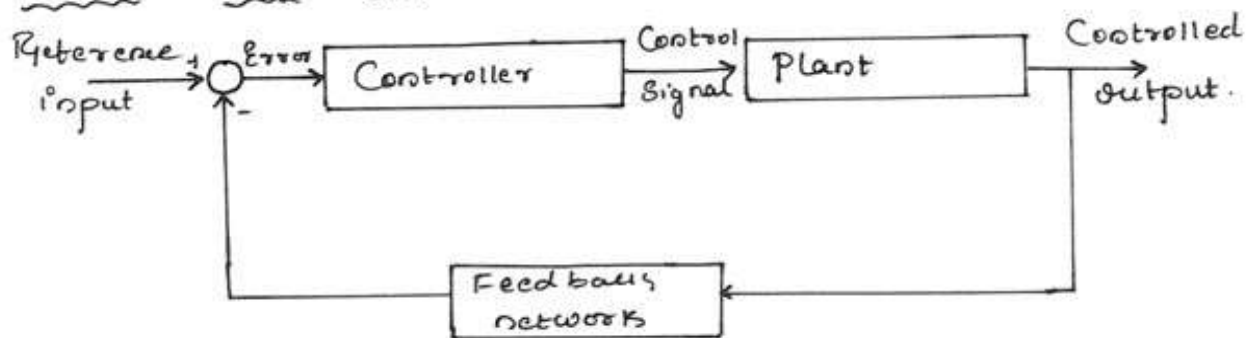 Reference
input
+
-
Error
Controller
Control
Signal
Plant
Controlled
output.
Feedback
network